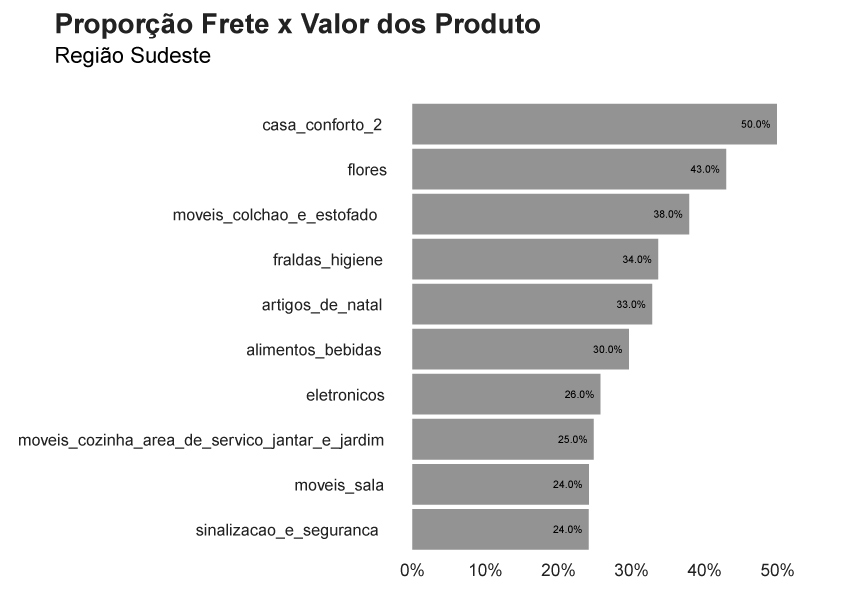 Proporção Frete x Valor dos Produto
Região Sudeste
casa_conforto_2 50.0%
flores 43.0%
moveis_colchao_e_estofado 38.0%
fraldas_higiene 34.0%
artigos_de_natal 33.0%
alimentos_bebidas 30.0%
eletronicos 26.0%
moveis_cozinha_area_de_servico_jantar_e_jardim 25.0%
moveis_sala 24.0%
sinalizacao_e_seguranca 24.0%
0% 10% 20% 30% 40% 50%